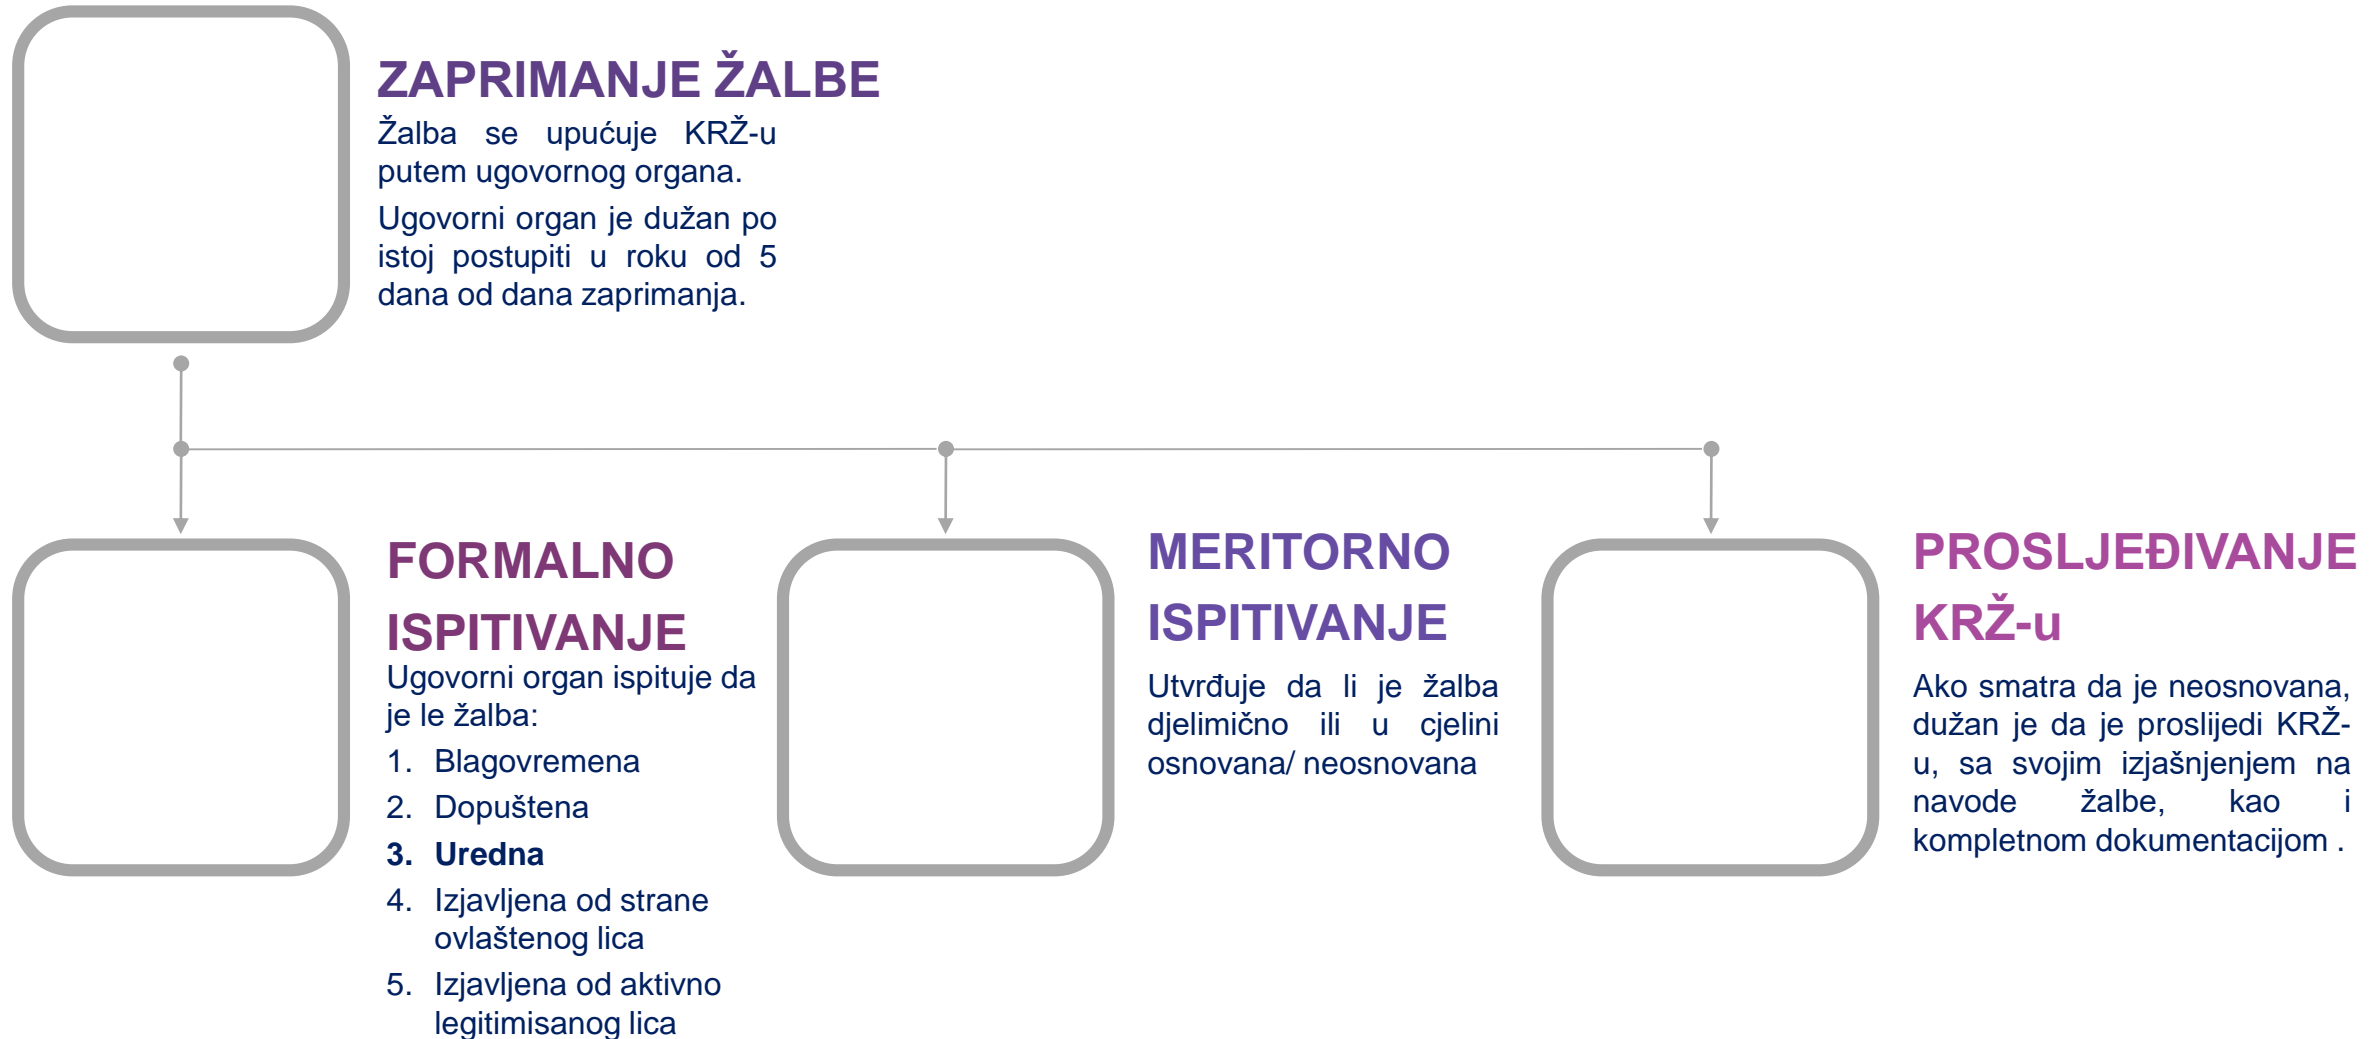 ZAPRIMANJE ŽALBE
Žalba se upućuje KRŽ-u
putem ugovornog organa.
Ugovorni organ je dužan po
istoj postupiti u roku od 5
dana od dana zaprimanja.
FORMALNO
ISPITIVANJE
Ugovorni organ ispituje da
je le žalba:
1. Blagovremena
2. Dopuštena
3. Uredna
4. Izjavljena od strane
ovlaštenog lica
5. Izjavljena od aktivno
legitimisanog lica
MERITORNO
ISPITIVANJE
Utvrđuje da li je žalba
djelimično ili u cjelini
osnovana/ neosnovana
PROSLJEĐIVANJE
KRŽ-u
Ako smatra da je neosnovana,
dužan je da je proslijedi KRŽ-
u, sa svojim izjašnjenjem na
navode žalbe, kao i
kompletnom dokumentacijom .